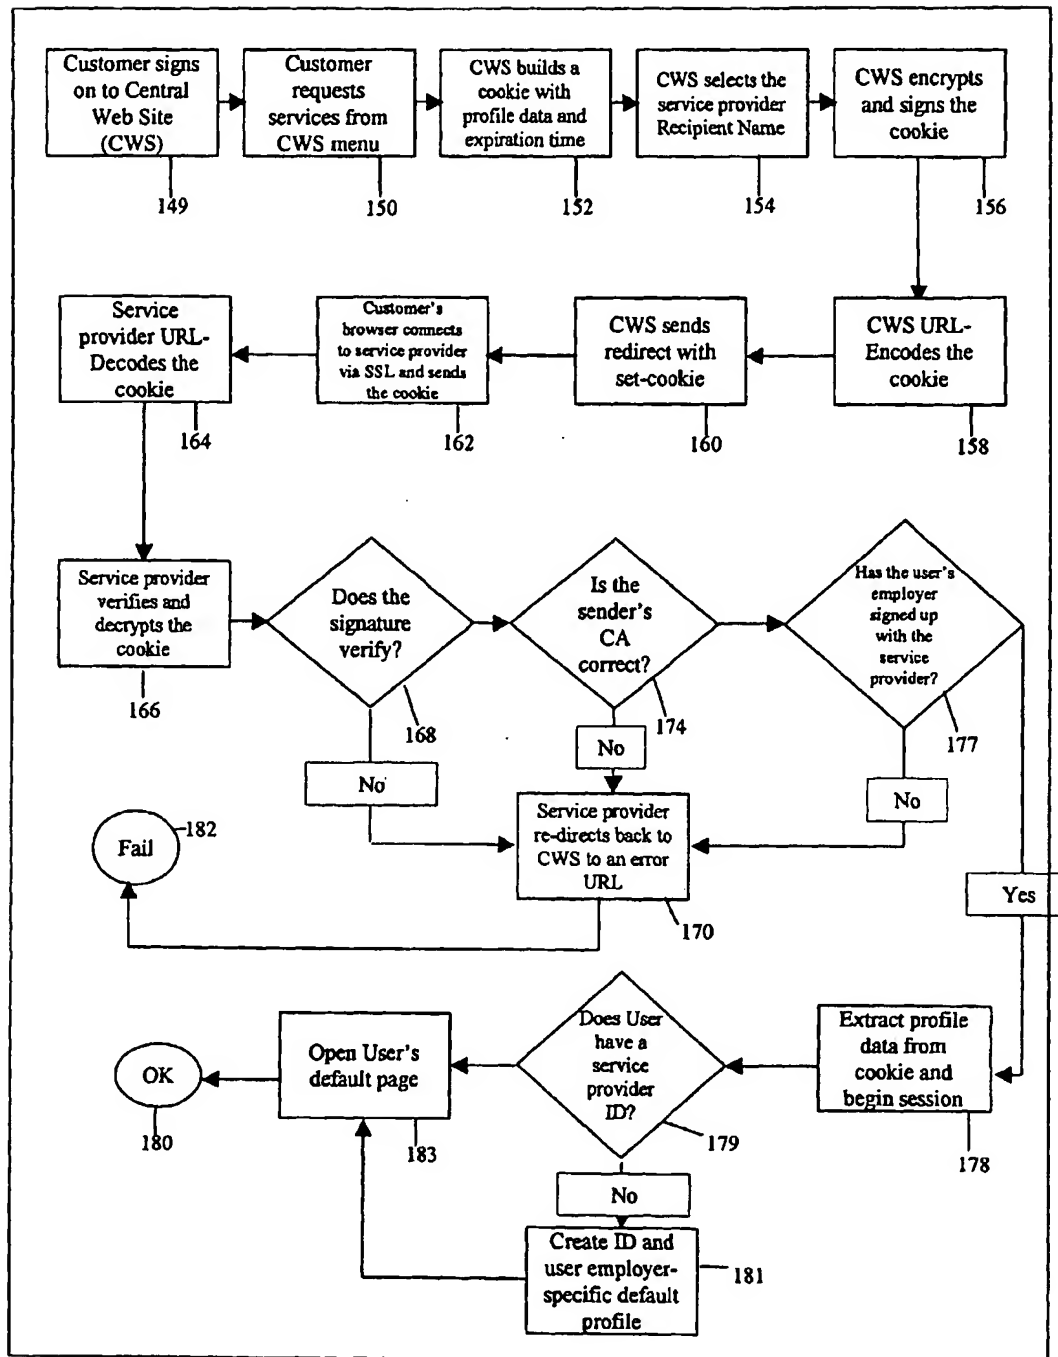 Customer signs
on to Central
Web Site
(CWS)
149
Customer
requests
services from
CWS menu
150
CWS builds a
cookie with
profile data and
expiration time
152
CWS selects the
service provider
Recipient Name
154
CWS encrypts
and signs the
cookie
156
Service
provider URL-
Decodes the
cookie
164
Customer's
browser connects
to service provider
via SSL and sends
the cookie
162
CWS sends
redirect with
set-cookie
160
CWS URL-
Encodes the
cookie
158
Service provider
verifies and
decrypts the
cookie
166
Does the
signature
verify?
168
No
Is the
sender's
CA
correct?
174
No
Has the user's
employer
signed up
with the
service
provider?
177
No
Yes
Fail
182
Service provider
re-directs back to
CWS to an error
URL
170
OK
180
Open User's
default page
183
Does User
have a
service
provider
ID?
179
No
Extract profile
data from
cookie and
begin session
178
Create ID and
user employer-
specific default
profile
181